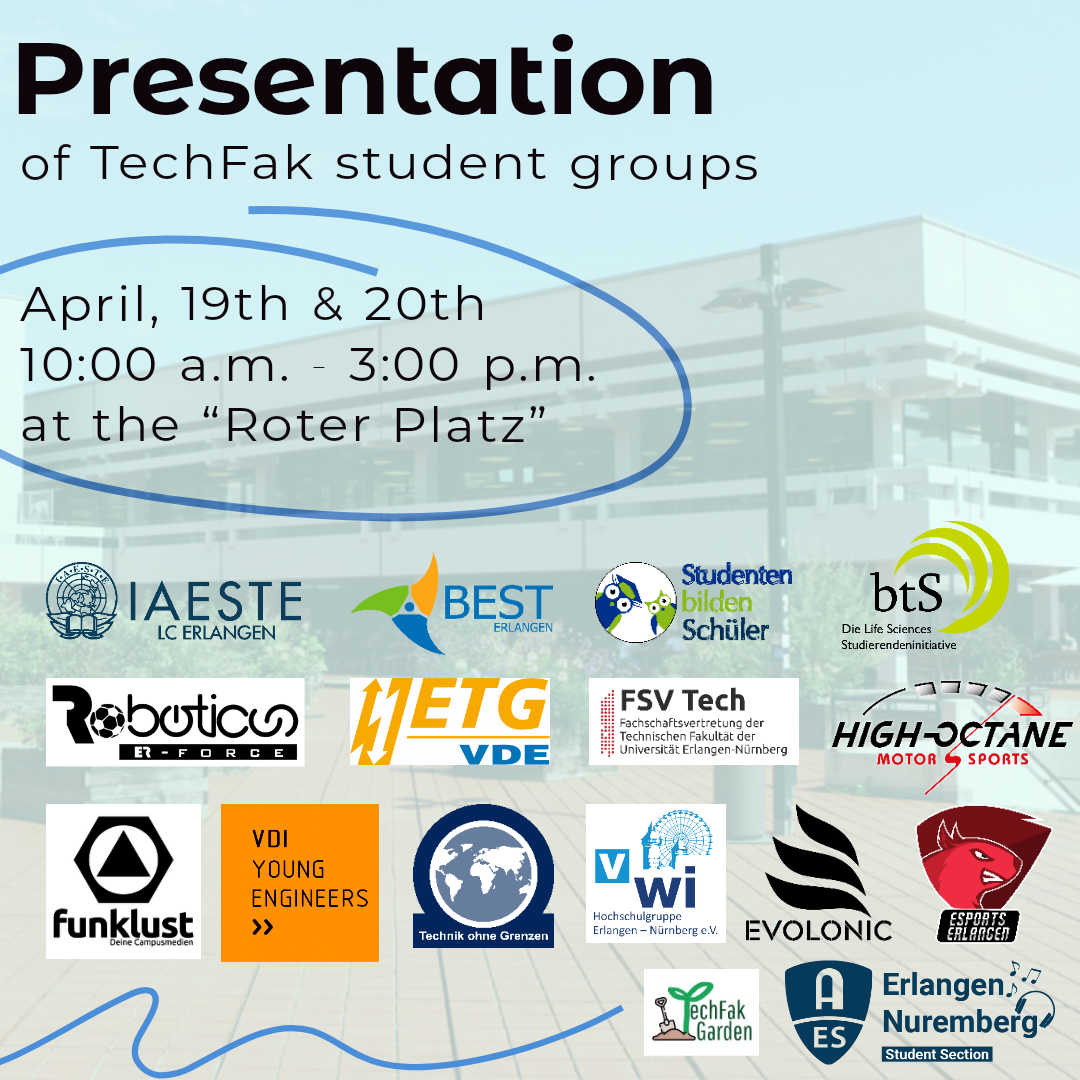 Presentation
of TechFak student groups
April, 19th & 20th
10:00 a.m. - 3:00 p.m.
at the “Roter Platz”
I.A.E.S.T.E
IAESTE
LC ERLANGEN
BEST
ERLANGEN
Studenten
bilden
Schüler
btS
Die Life Sciences
Studierendeninitiative
Robotics
ER-FORCE
ETG
VDE
FSV Tech
Fachschaftsvertretung der
Technischen Fakultät der
Universität Erlangen-Nürnberg
HIGH-OCTANE
MOTOR SPORTS
funklust
Deine Campusmedien
VDI
YOUNG
ENGINEERS
>>
Technik ohne Grenzen
V
wi
Hochschulgruppe
Erlangen – Nürnberg e.V.
EVOLONIC
ESPORTS
ERLANGEN
TechFak
Garden
A
ES
Erlangen
Nuremberg
Student Section